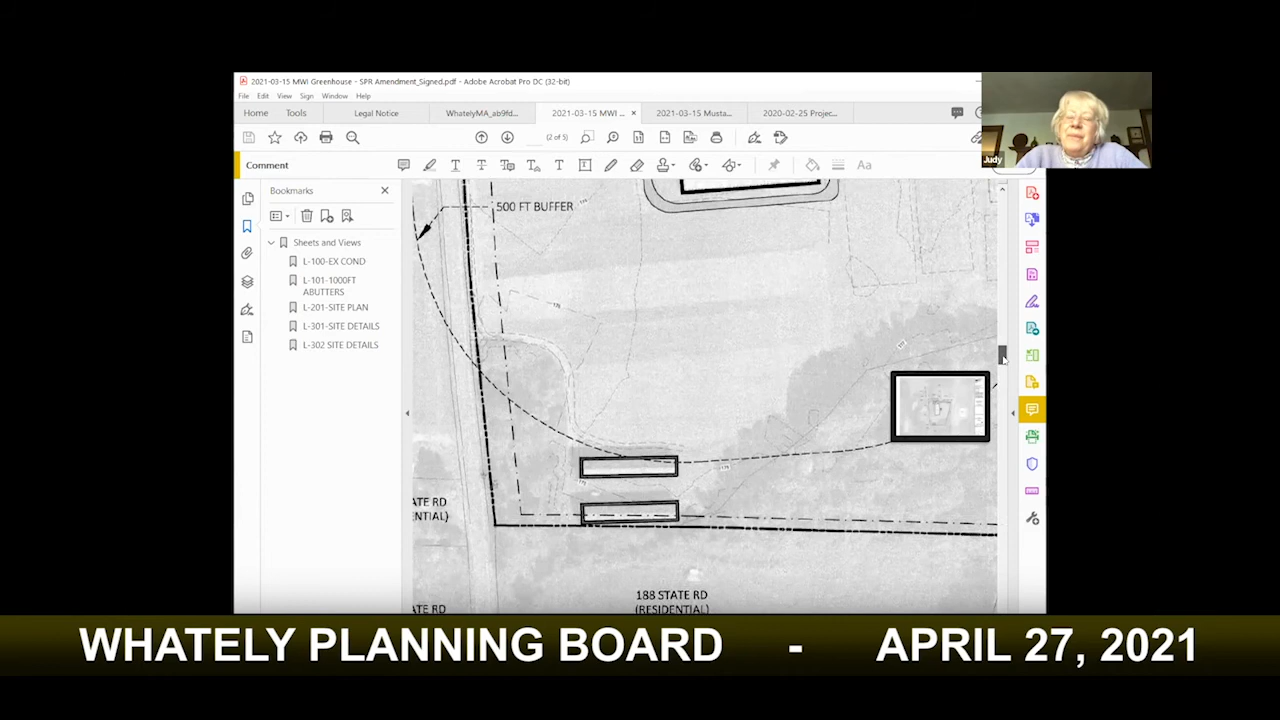 2021-03-15 MWI Greenhouse - SPR Amendment_Signed.pdf - Adobe Acrobat Pro DC (32-bit)
File Edit View Sign Window Help
Home Tools Legal Notice WhatelyMA_ab9fd... 2021-03-15 MWI ... × 2021-03-15 Musta... 2020-02-25 Projec...
(2 of 5)
Comment
Aa
Judy
Bookmarks
Sheets and Views
L-100-EX COND
L-101-1000FT
ABUTTERS
L-201-SITE PLAN
L-301-SITE DETAILS
L-302 SITE DETAILS
500 FT BUFFER
ATE RD
ENTIAL)
188 STATE RD
(RESIDENTIAL)
ATE RD
WHATELY PLANNING BOARD - APRIL 27, 2021